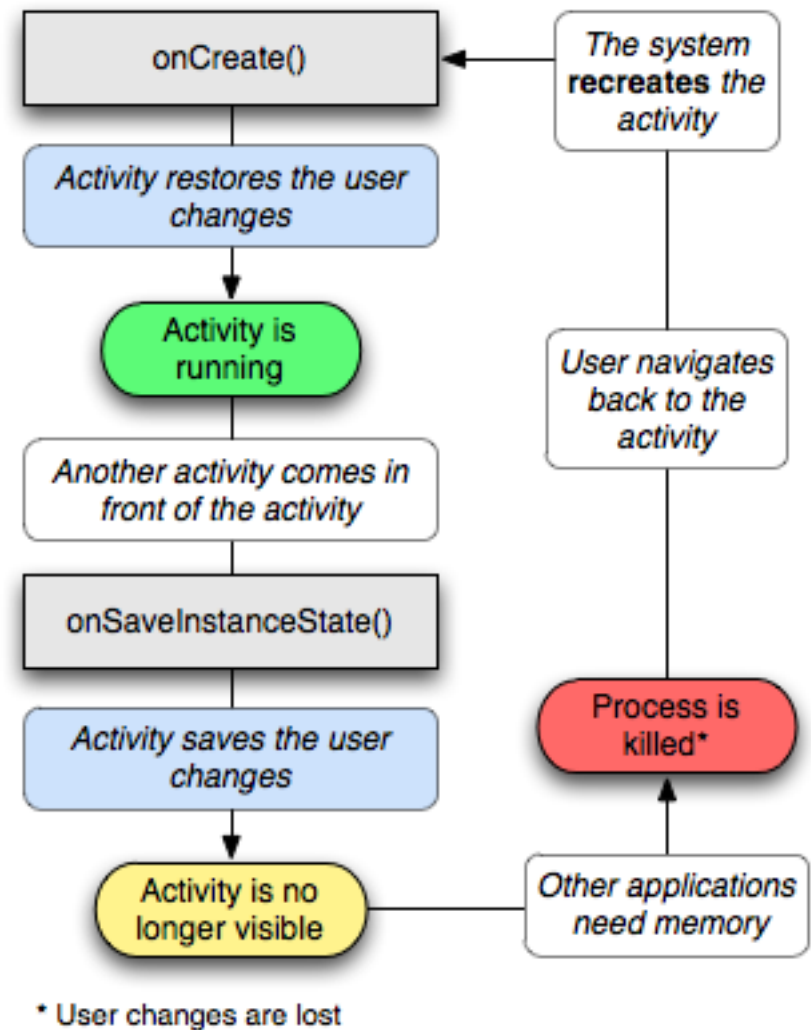 onCreate()
The system
recreates the
activity
Activity restores the user
changes
Activity is
running
User navigates
back to the
activity
Another activity comes in
front of the activity
onSaveInstanceState()
Process is
killed*
Activity saves the user
changes
Activity is no
longer visible
Other applications
need memory
* User changes are lost